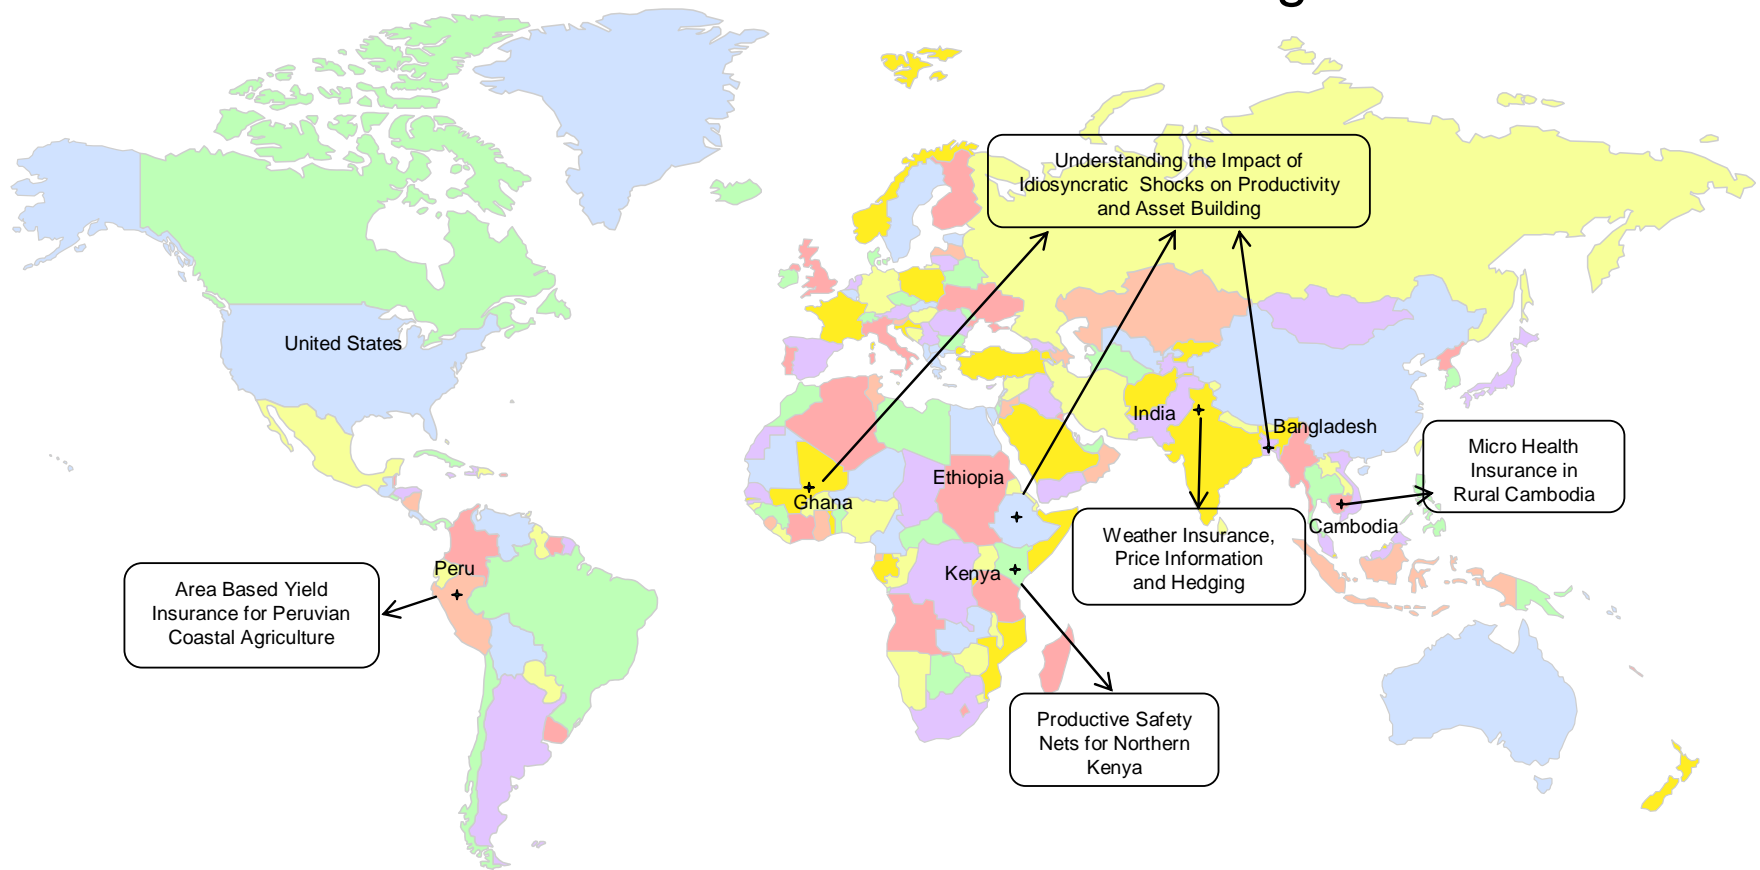 Understanding the Impact of
Idiosyncratic Shocks on Productivity
and Asset Building
United States
India
Bangladesh
Micro Health
Insurance in
Rural Cambodia
Ethiopia
Ghana
Cambodia
Weather Insurance,
Price Information
and Hedging
Peru
Kenya
Area Based Yield
Insurance for Peruvian
Coastal Agriculture
Productive Safety
Nets for Northern
Kenya